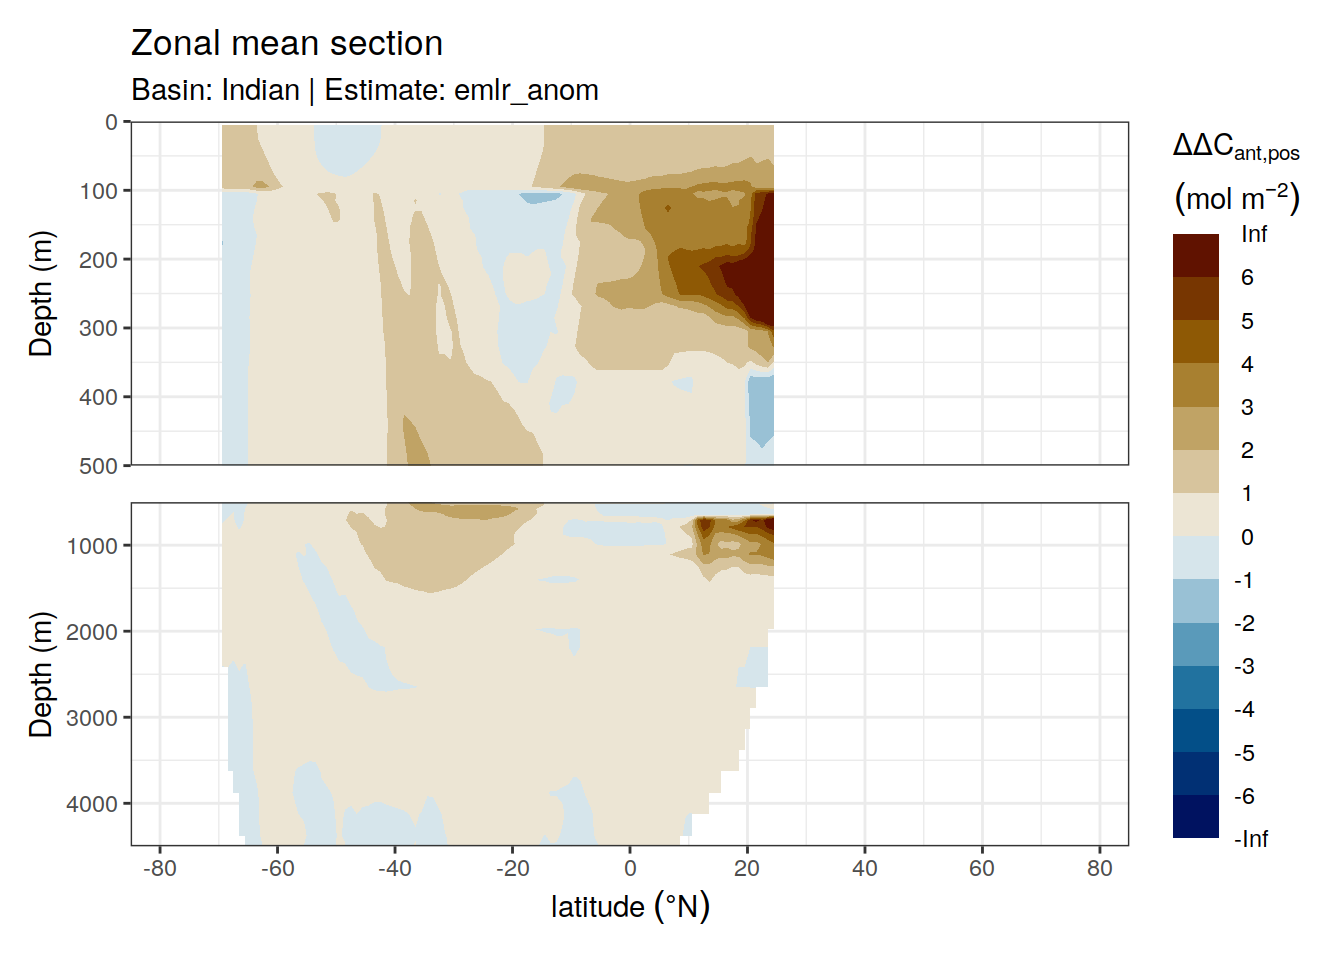 Zonal mean section
Basin: Indian | Estimate: emlr_anom
0
100
200
300
400
500
Depth (m)
1000
2000
3000
4000
Depth (m)
-80 -60 -40 -20 0 20 40 60 80
latitude (°N)
ΔΔC_ant,pos
(mol m⁻²)
Inf
6
5
4
3
2
1
0
-1
-2
-3
-4
-5
-6
-Inf